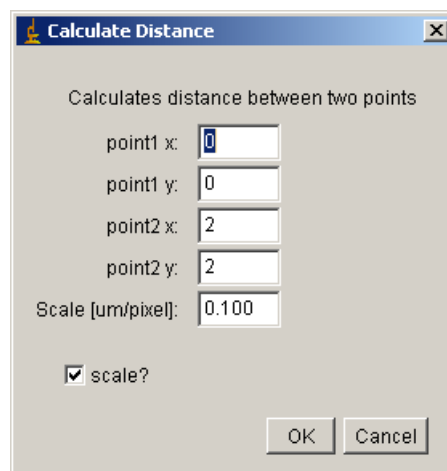 Calculate Distance
Calculates distance between two points
point1 x: 0
point1 y: 0
point2 x: 2
point2 y: 2
Scale [um/pixel]: 0.100
scale?
OK Cancel